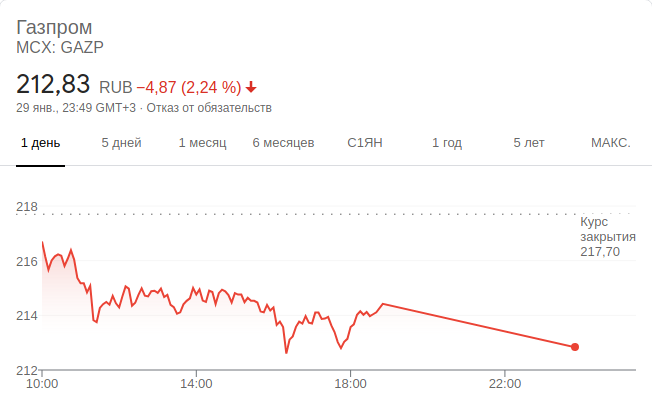 Газпром
MCX: GAZP
212,83 RUB −4,87 (2,24 %)
29 янв., 23:49 GMT+3 · Отказ от обязательств
1 день 5 дней 1 месяц 6 месяцев С1ЯН 1 год 5 лет МАКС.
218
Курс
закрытия
217,70
216
214
212
10:00 14:00 18:00 22:00